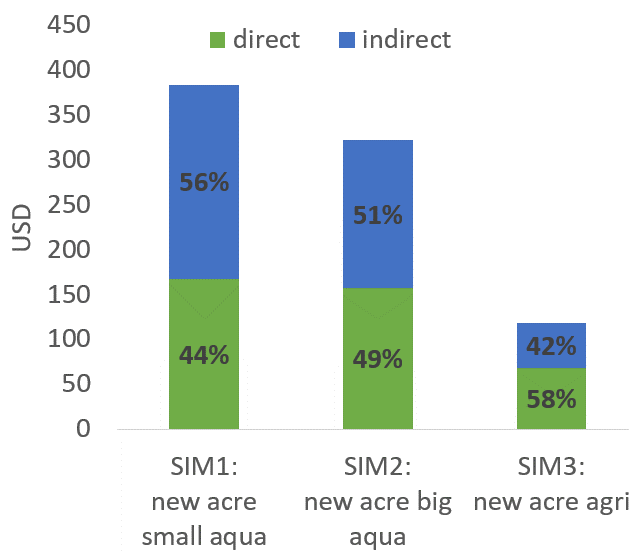 450
direct
indirect
400
350
300
250
200
150
100
50
0
USD
56%
51%
44%
49%
42%
58%
SIM1:
new acre
small aqua
SIM2:
new acre big
aqua
SIM3:
new acre agri